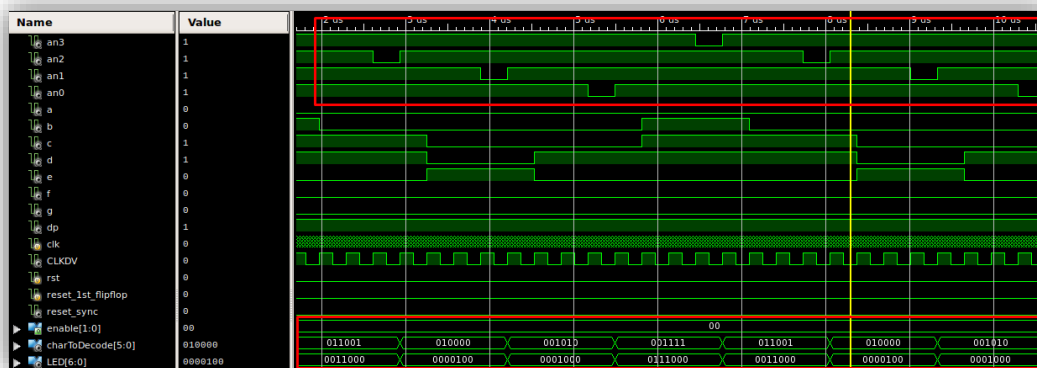 Name Value 2 us 3 us 4 us 5 us 6 us 7 us 8 us 9 us 10 us
an3 1
an2 1
an1 1
an0 1
a 0
b 0
c 1
d 1
e 0
f 0
g 0
dp 1
clk 0
CLKDV 0
rst 0
reset_1st_flipflop 0
reset_sync 0
enable[1:0] 00 00
charToDecode[5:0] 010000 011001 010000 001010 001111 011001 010000 001010
LED[6:0] 0000100 0011000 0000100 0001000 0111000 0011000 0000100 0001000